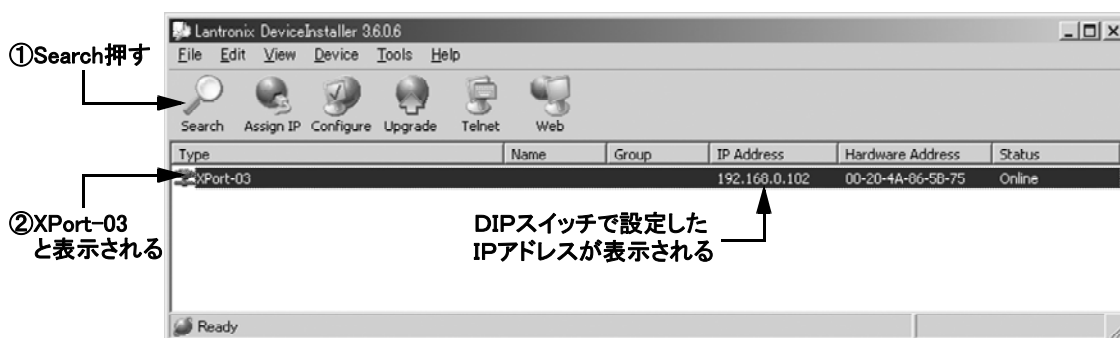 Lantronix DeviceInstaller 3.6.0.6
①Search押す
File Edit View Device Tools Help
Search Assign IP Configure Upgrade Telnet Web
Type Name Group IP Address Hardware Address Status
XPort-03 192.168.0.102 00-20-4A-86-5B-75 Online
②XPort-03
と表示される
DIPスイッチで設定した
IPアドレスが表示される
Ready